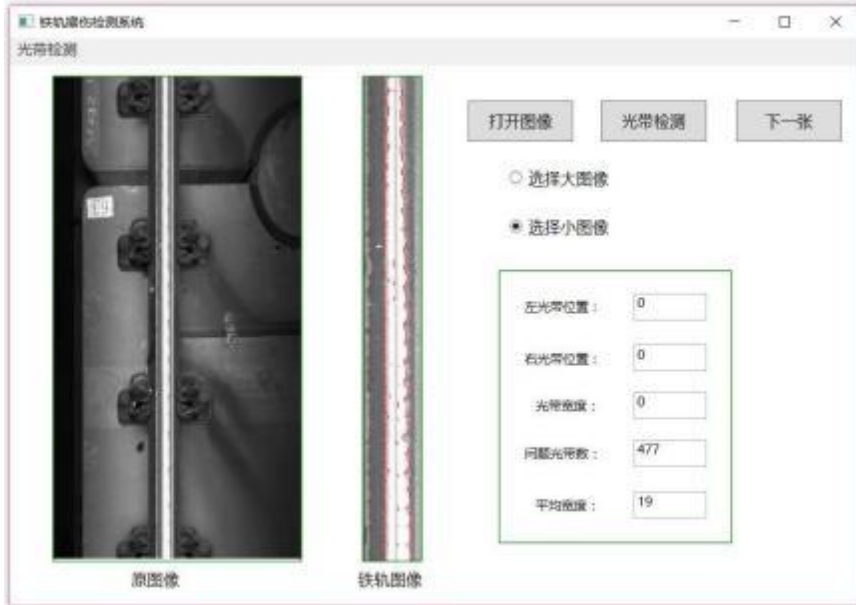 铁轨擦伤检测系统
光带检测
打开图像
光带检测
下一张
选择大图像
选择小图像
左光带位置： 0
右光带位置： 0
光带宽度： 0
问题光带数： 477
平均宽度： 19
原图像
铁轨图像